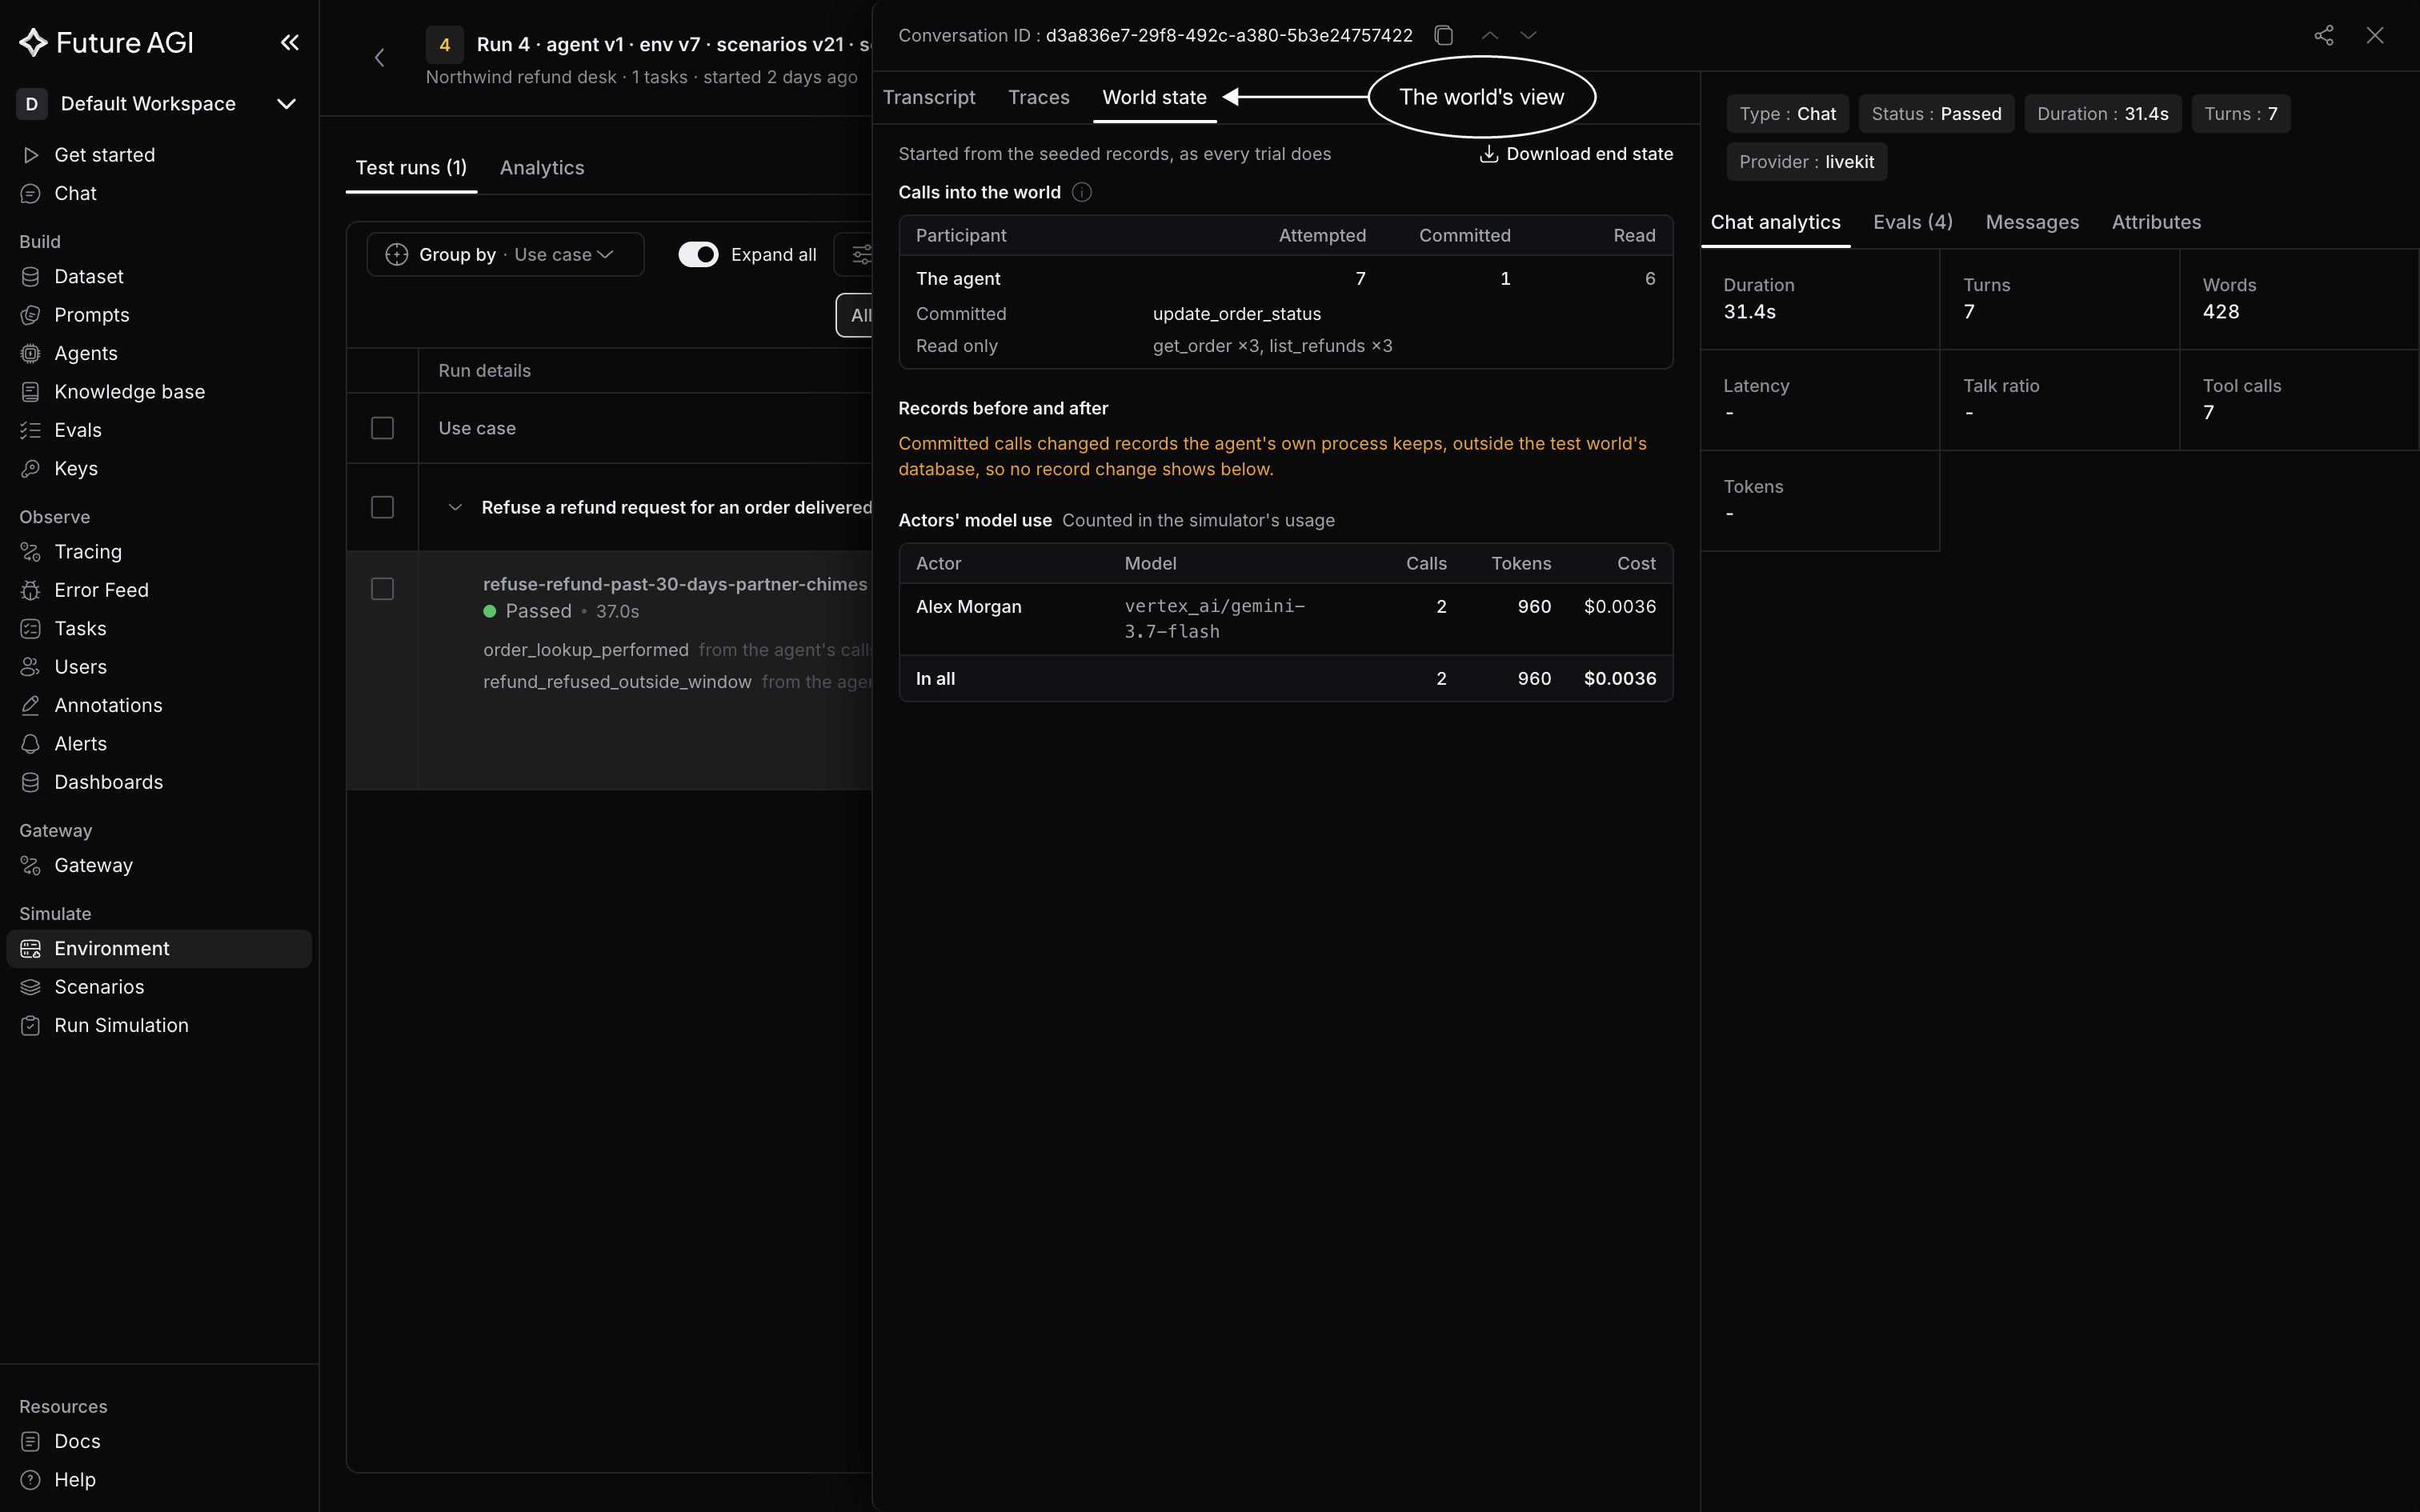 Future AGI
D Default Workspace
Get started
Chat
Build
Dataset
Prompts
Agents
Knowledge base
Evals
Keys
Observe
Tracing
Error Feed
Tasks
Users
Annotations
Alerts
Dashboards
Gateway
Gateway
Simulate
Environment
Scenarios
Run Simulation
Resources
Docs
Help
4 Run 4 · agent v1 · env v7 · scenarios v21 · s
Northwind refund desk · 1 tasks · started 2 days ago
Test runs (1) Analytics
Group by · Use case Expand all
All
Run details
Use case
Refuse a refund request for an order delivered
refuse-refund-past-30-days-partner-chimes
Passed • 37.0s
order_lookup_performed from the agent's calls
refund_refused_outside_window from the agen
Conversation ID : d3a836e7-29f8-492c-a380-5b3e24757422
Transcript Traces World state The world's view
Started from the seeded records, as every trial does Download end state
Calls into the world
Participant Attempted Committed Read
The agent 7 1 6
Committed update_order_status
Read only get_order ×3, list_refunds ×3
Records before and after
Committed calls changed records the agent's own process keeps, outside the test world's
database, so no record change shows below.
Actors' model use Counted in the simulator's usage
Actor Model Calls Tokens Cost
Alex Morgan vertex_ai/gemini- 2 960 $0.0036
3.7-flash
In all 2 960 $0.0036
Type : Chat Status : Passed Duration : 31.4s Turns : 7
Provider : livekit
Chat analytics Evals (4) Messages Attributes
Duration Turns Words
31.4s 7 428
Latency Talk ratio Tool calls
- - 7
Tokens
-